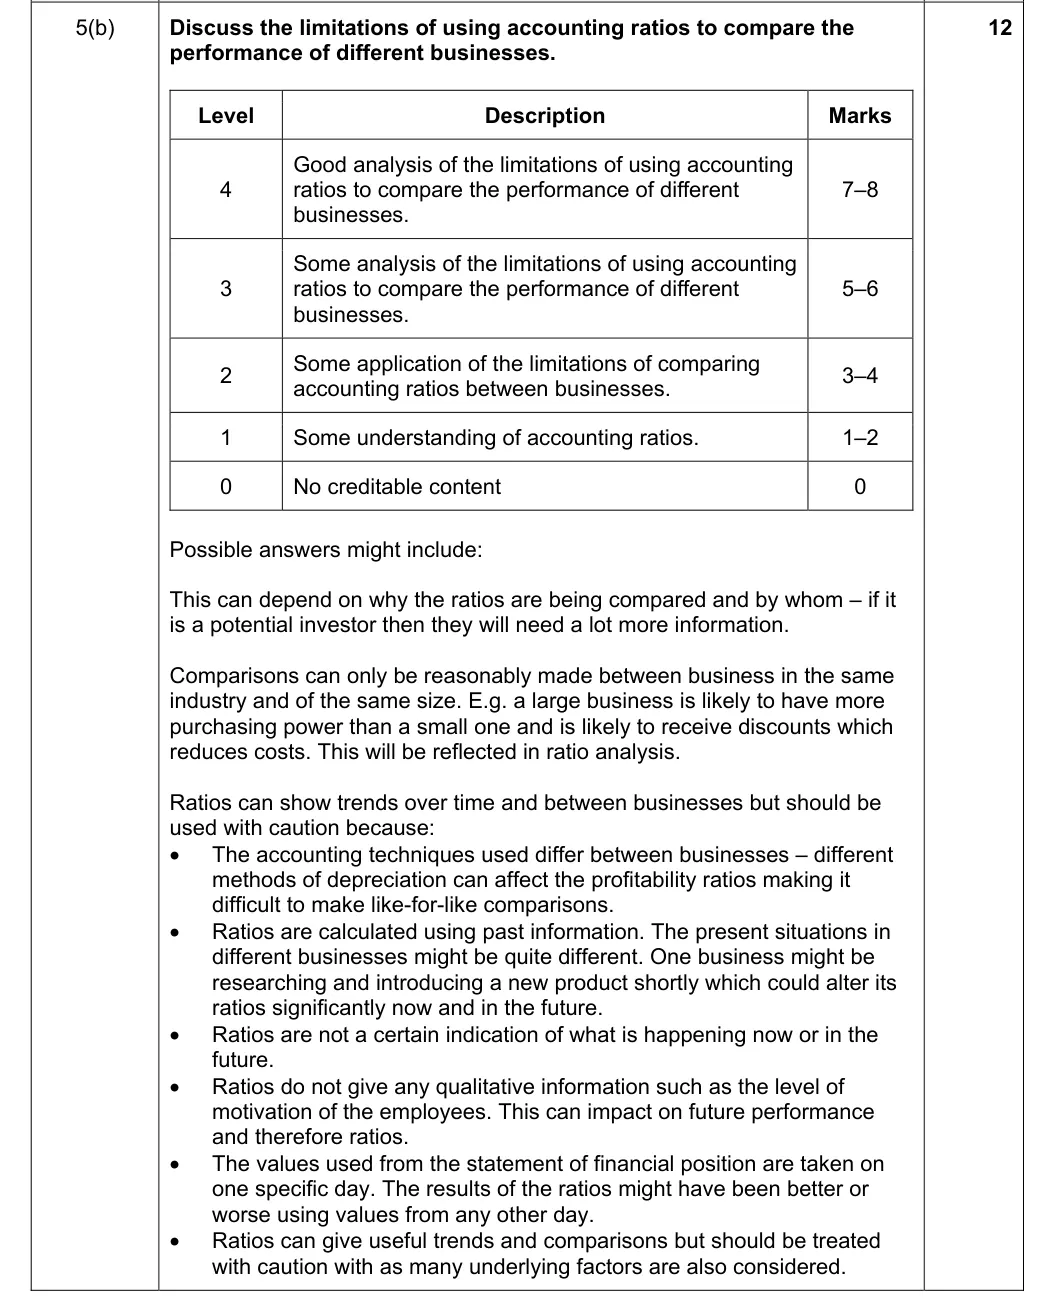 5(b)
Discuss the limitations of using accounting ratios to compare the
performance of different businesses.
12
Level Description Marks
4
Good analysis of the limitations of using accounting
ratios to compare the performance of different
businesses.
7–8
3
Some analysis of the limitations of using accounting
ratios to compare the performance of different
businesses.
5–6
2
Some application of the limitations of comparing
accounting ratios between businesses.
3–4
1 Some understanding of accounting ratios. 1–2
0 No creditable content 0
Possible answers might include:
This can depend on why the ratios are being compared and by whom – if it
is a potential investor then they will need a lot more information.
Comparisons can only be reasonably made between business in the same
industry and of the same size. E.g. a large business is likely to have more
purchasing power than a small one and is likely to receive discounts which
reduces costs. This will be reflected in ratio analysis.
Ratios can show trends over time and between businesses but should be
used with caution because:
• The accounting techniques used differ between businesses – different
methods of depreciation can affect the profitability ratios making it
difficult to make like-for-like comparisons.
• Ratios are calculated using past information. The present situations in
different businesses might be quite different. One business might be
researching and introducing a new product shortly which could alter its
ratios significantly now and in the future.
• Ratios are not a certain indication of what is happening now or in the
future.
• Ratios do not give any qualitative information such as the level of
motivation of the employees. This can impact on future performance
and therefore ratios.
• The values used from the statement of financial position are taken on
one specific day. The results of the ratios might have been better or
worse using values from any other day.
• Ratios can give useful trends and comparisons but should be treated
with caution with as many underlying factors are also considered.